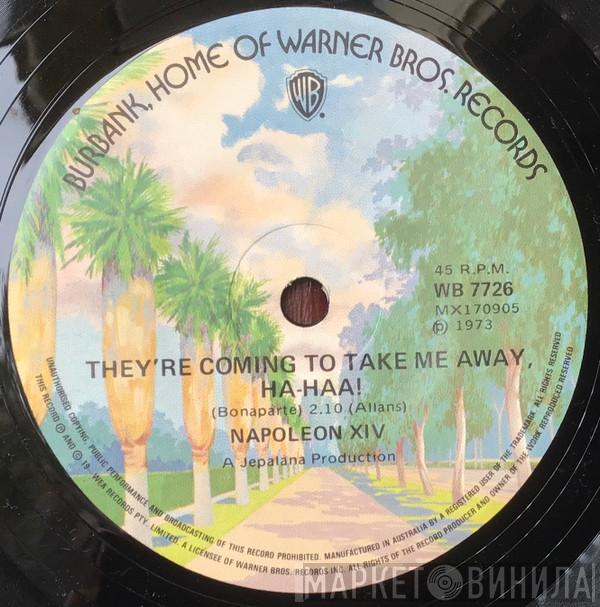 BURBANK, HOME OF WARNER BROS. RECORDS
WB
45 R.P.M.
WB 7726
MX170905
Ⓟ 1973
THEY'RE COMING TO TAKE ME AWAY,
HA-HAA!
(Bonaparte) 2.10 (Allans)
NAPOLEON XIV
A Jepalana Production
UNAUTHORISED COPYING, PUBLIC PERFORMANCE AND BROADCASTING OF THIS RECORD PROHIBITED. MANUFACTURED IN AUSTRALIA BY A REGISTERED USER OF THE TRADEMARK. ALL RIGHTS RESERVED
THIS RECORD Ⓟ AND © 19 WEA RECORDS PTY. LIMITED. A LICENSEE OF WARNER BROS. RECORDS INC. ALL RIGHTS OF THE RECORD PRODUCER AND OWNER OF THE WORK REPRODUCED RESERVED
МАРКЕТ ВИНИЛА